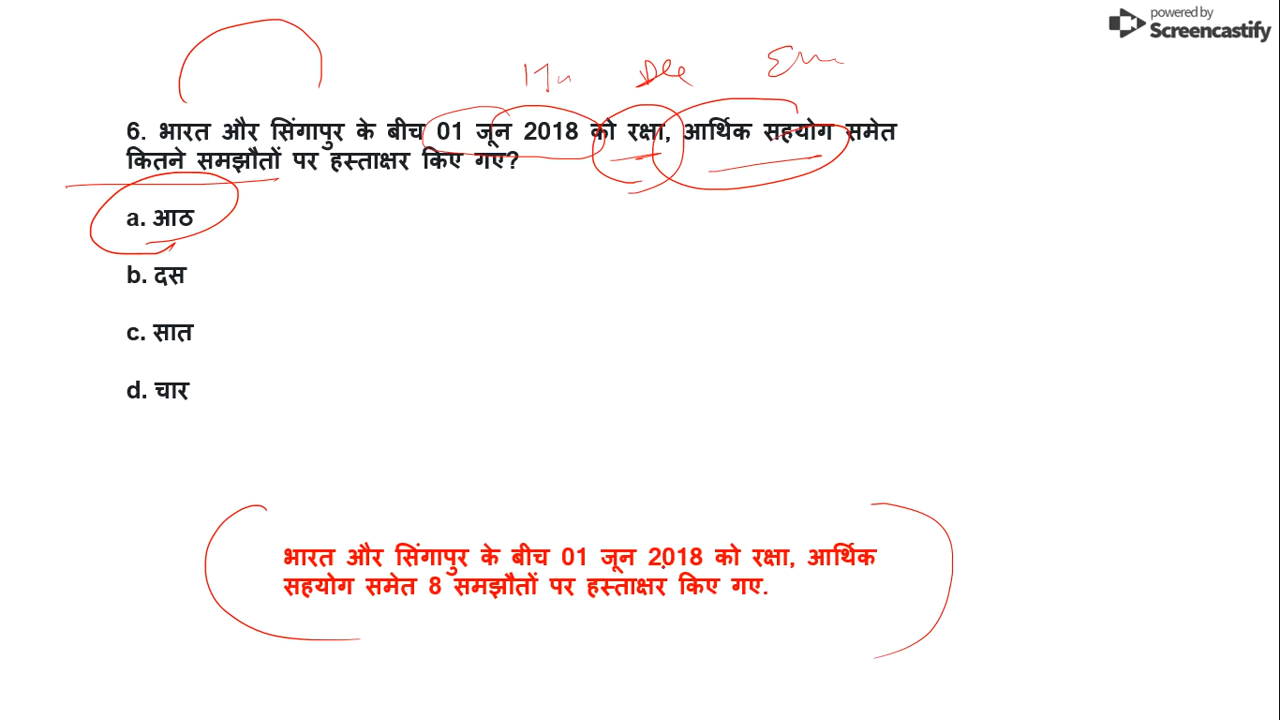 powered by
Screencastify
6. भारत और सिंगापुर के बीच 01 जून 2018 को रक्षा, आर्थिक सहयोग समेत
कितने समझौतों पर हस्ताक्षर किए गए?
a. आठ
b. दस
c. सात
d. चार
भारत और सिंगापुर के बीच 01 जून 2018 को रक्षा, आर्थिक
सहयोग समेत 8 समझौतों पर हस्ताक्षर किए गए.